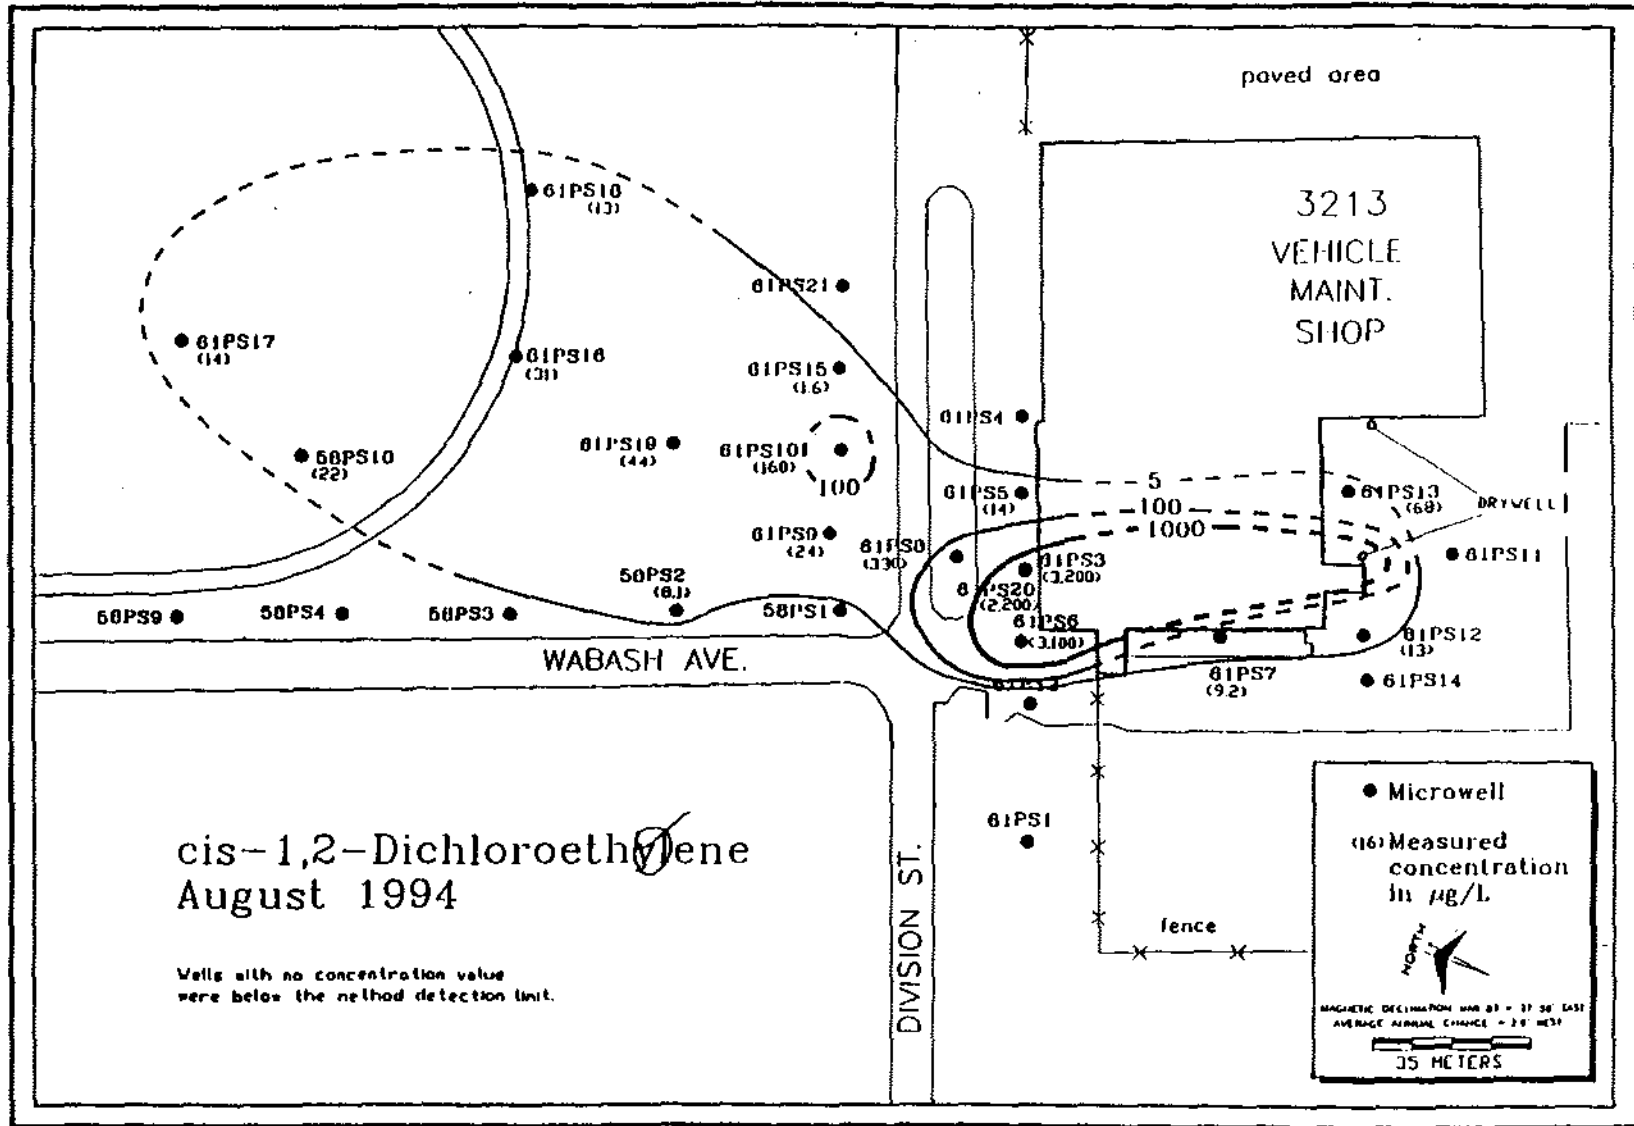 paved area
3213
VEHICLE
MAINT.
SHOP
61PS18
(13)
61PS21
61PS17
(14)
61PS16
(31)
61PS15
(1.6)
61PS4
58PS10
(22)
61PS19
(44)
61PS10
(160)
100
61PS5
(14)
5
100
1000
61PS13
(68)
DRYWELL
61PS9
(24)
61PS8
(330)
61PS3
(3,200)
61PS11
PS20
(2,200)
58PS2
(8.1)
58PS9
58PS4
58PS3
58PS1
61PS6
(3,100)
61PS12
(13)
WABASH AVE.
61PS7
(9.2)
61PS14
61PS1
cis-1,2-Dichloroethylene
August 1994
Wells with no concentration value
were below the method detection limit.
DIVISION ST.
fence
Microwell
(16) Measured
concentration
in µg/L
NORTH
35 METERS